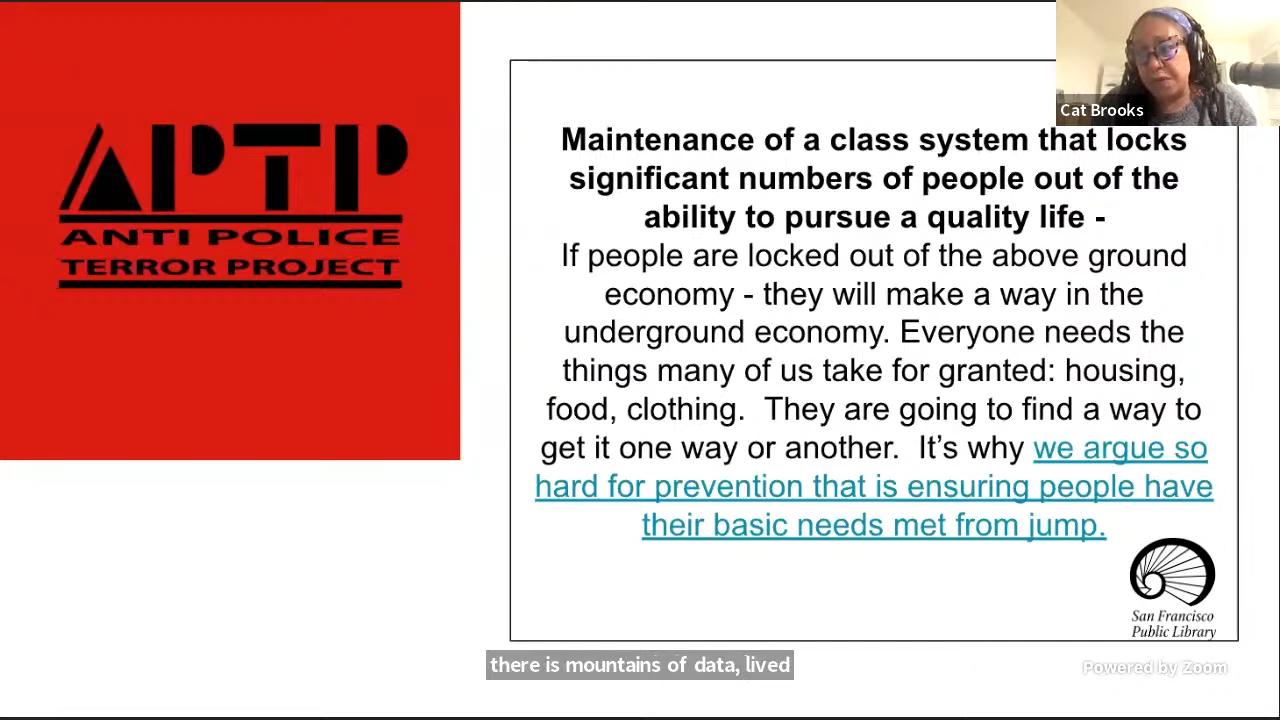 APTP
ANTI POLICE
TERROR PROJECT
Cat Brooks
Maintenance of a class system that locks
significant numbers of people out of the
ability to pursue a quality life -
If people are locked out of the above ground
economy - they will make a way in the
underground economy. Everyone needs the
things many of us take for granted: housing,
food, clothing.  They are going to find a way to
get it one way or another.  It’s why we argue so
hard for prevention that is ensuring people have
their basic needs met from jump.
San Francisco
Public Library
there is mountains of data, lived
Powered by Zoom